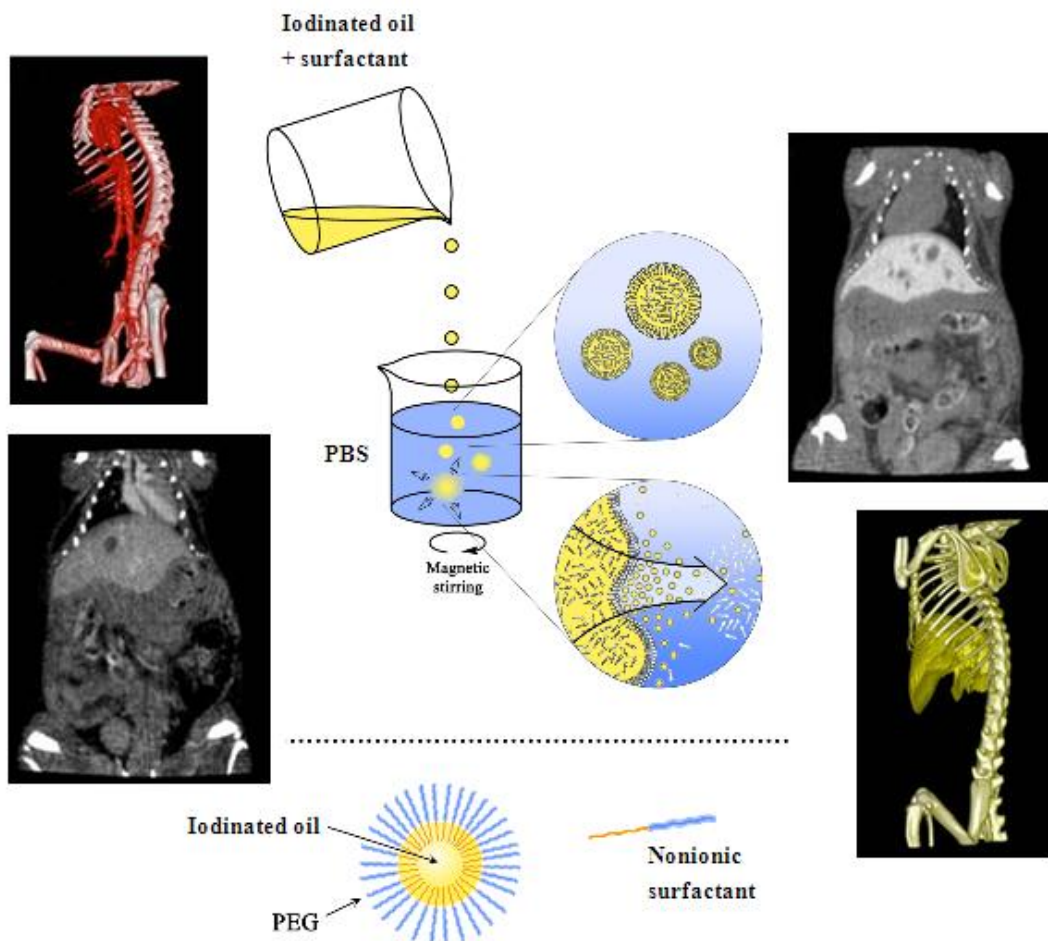 Iodinated oil
+ surfactant
PBS
Magnetic
stirring
Iodinated oil
PEG
Nonionic
surfactant